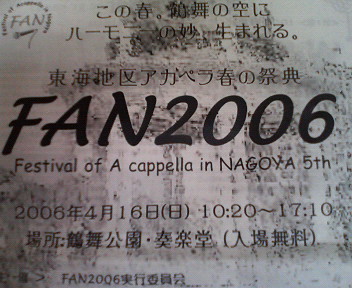 この春。鶴舞の空に
ハーモニーの妙、生まれる。
FAN
東海地区アカペラ春の祭典
FAN2006
Festival of A cappella in NAGOYA 5th
2006年4月16日(日) 10:20～17:10
場所:鶴舞公園・奏楽堂 (入場無料)
FAN2006実行委員会